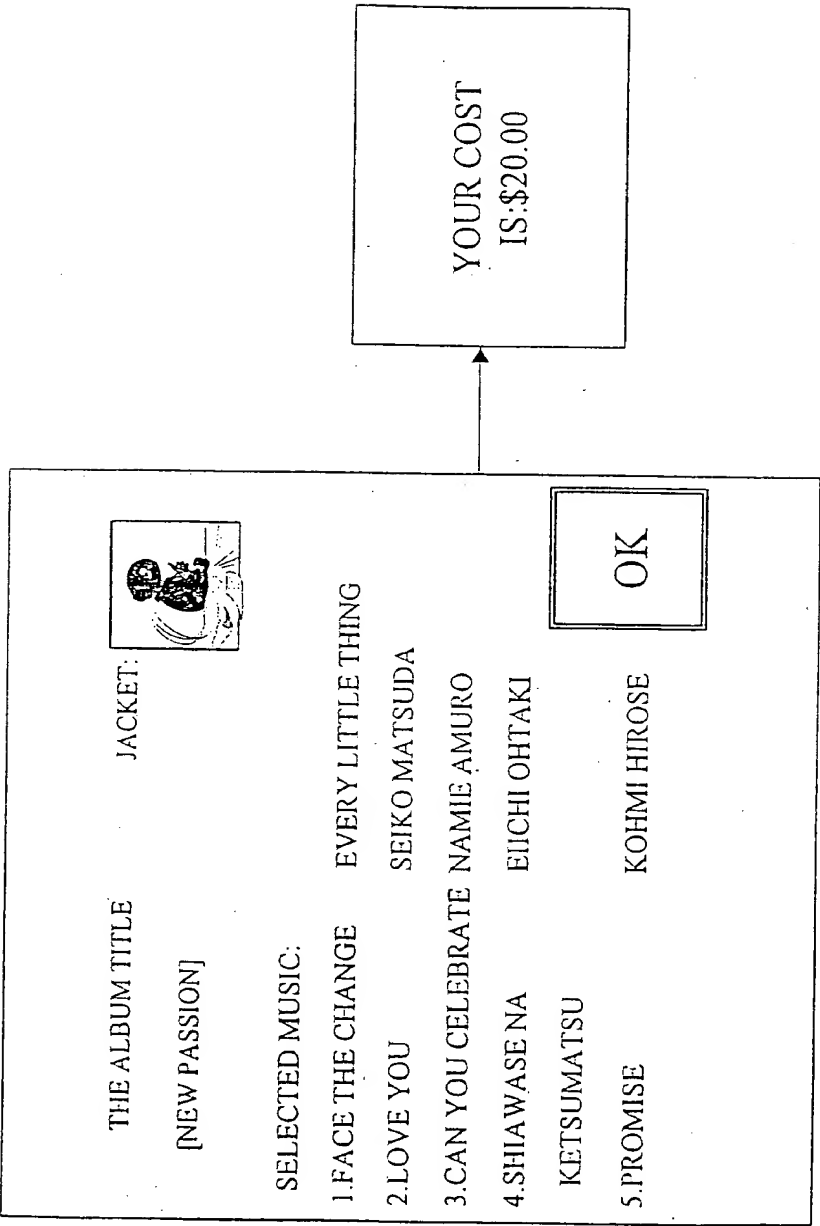 THE ALBUM TITLE JACKET:
[NEW PASSION]
SELECTED MUSIC:
1.FACE THE CHANGE EVERY LITTLE THING
2.LOVE YOU SEIKO MATSUDA
3.CAN YOU CELEBRATE NAMIE AMURO
4.SHIAWASE NA EIICHI OHTAKI
KETSUMATSU
5.PROMISE KOHMI HIROSE
OK
YOUR COST
IS:$20.00